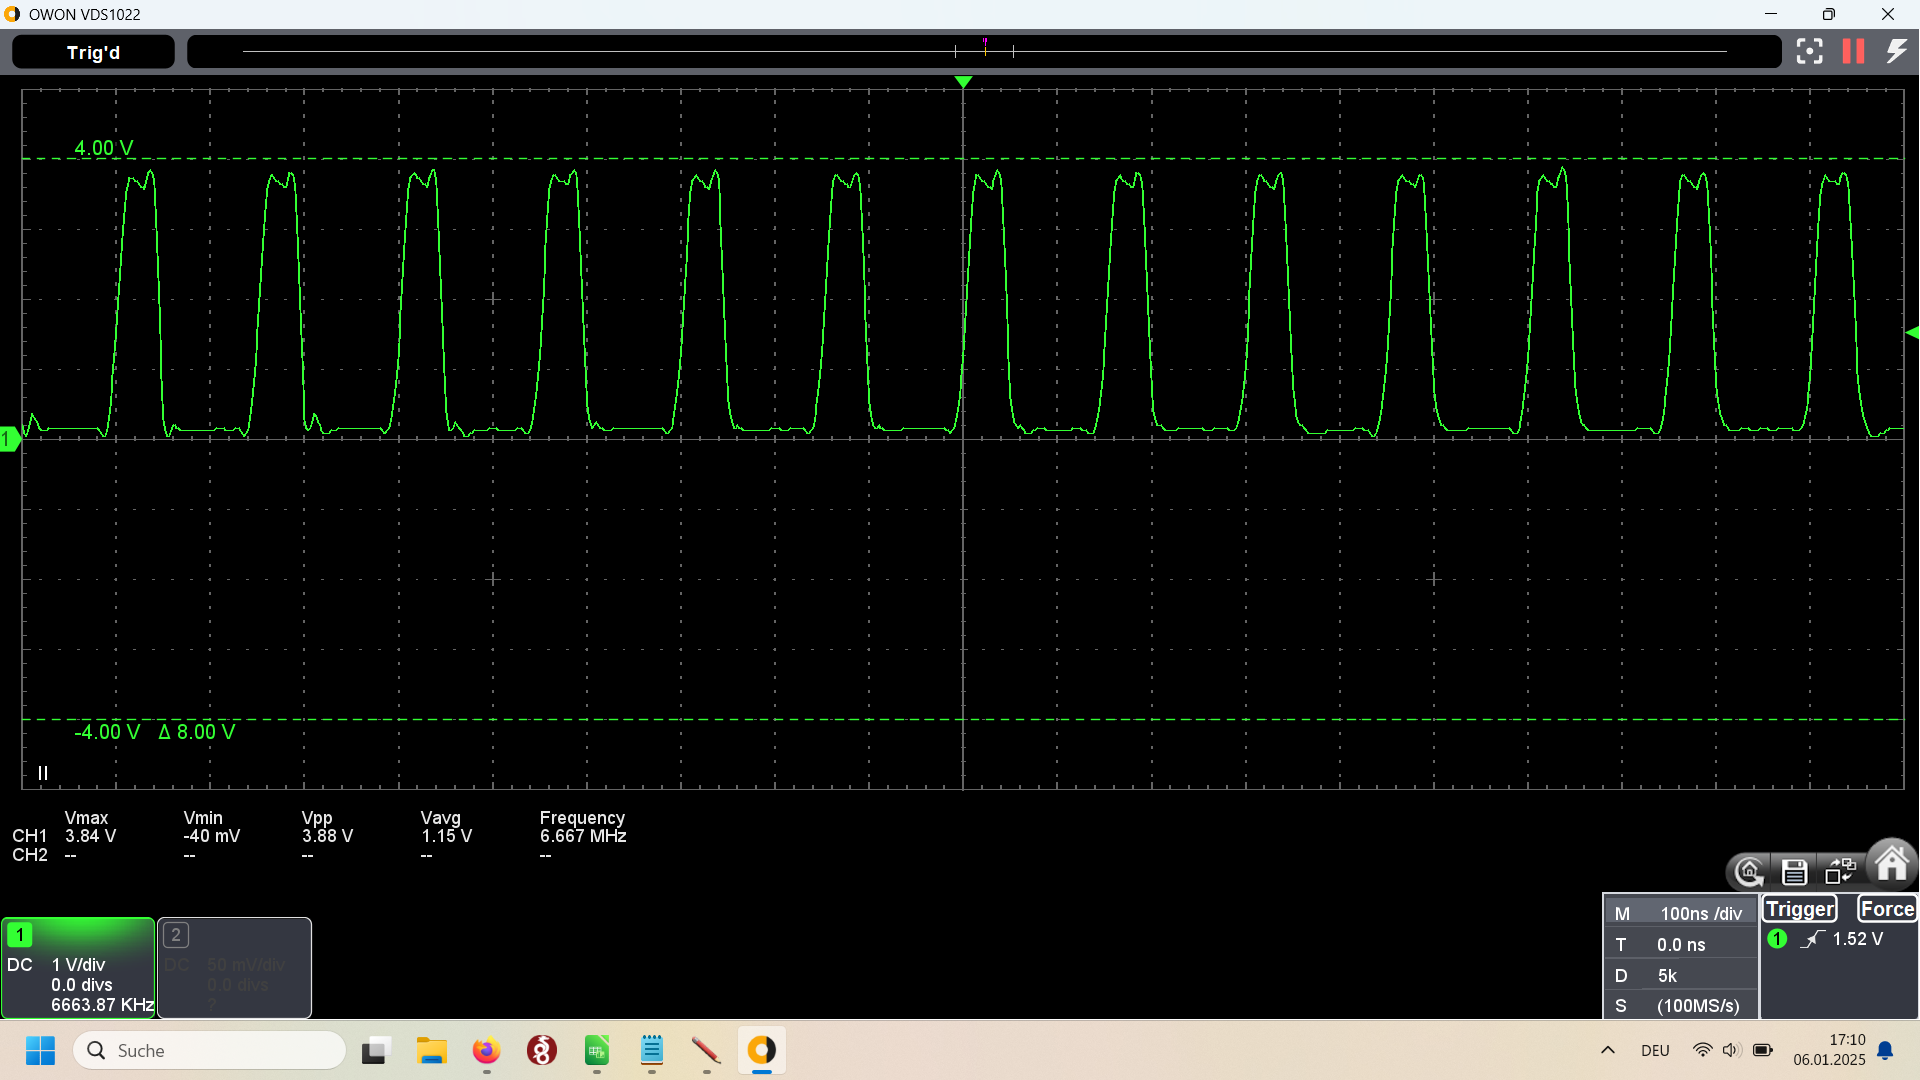 OWON VDS1022
Trig'd
4.00 V
1
-4.00 V Δ 8.00 V
Vmax Vmin Vpp Vavg Frequency
CH1 3.84 V -40 mV 3.88 V 1.15 V 6.667 MHz
CH2 -- -- -- -- --
1
DC 1 V/div
0.0 divs
6663.87 KHz
2
DC 50 mV/div
0.0 divs
?
M 100ns /div
T 0.0 ns
D 5k
S (100MS/s)
Trigger Force
1 1.52 V
Suche
DEU
17:10
06.01.2025